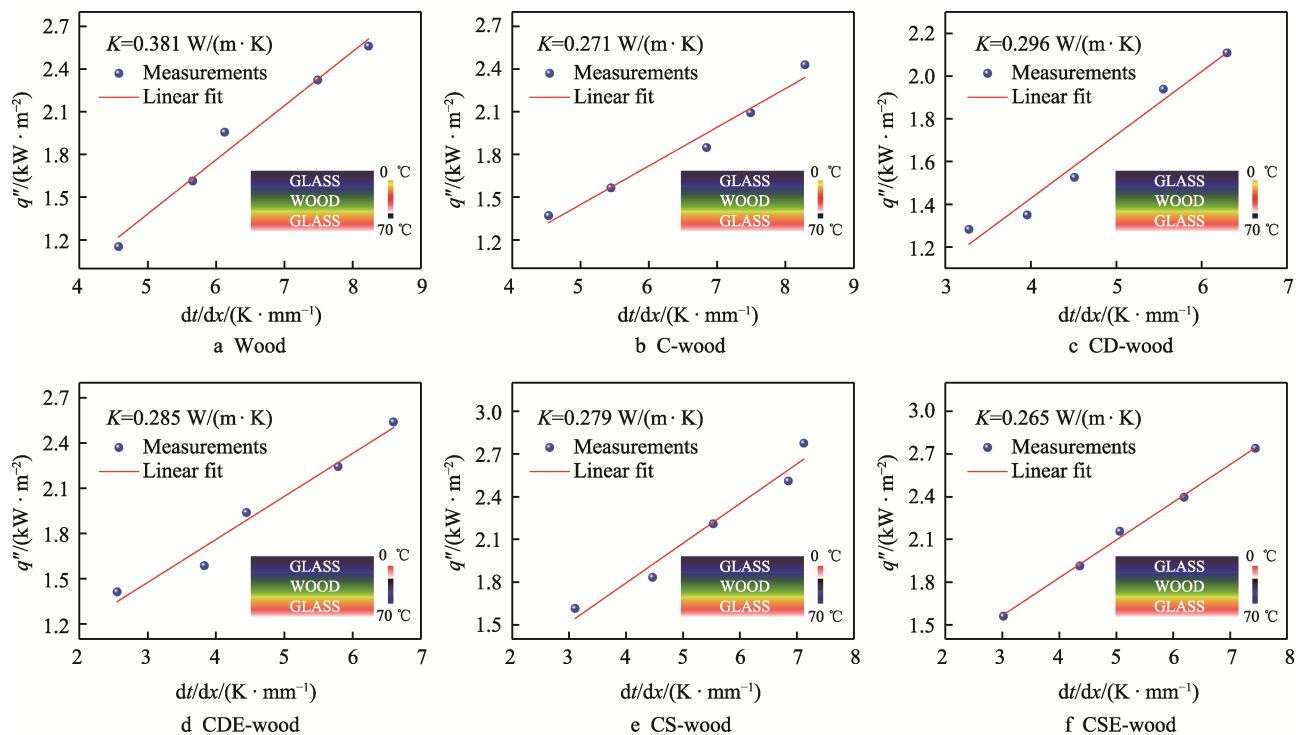 2.7
2.4
2.1
1.8
1.5
1.2
q″/(kW · m⁻²)
K=0.381 W/(m · K)
Measurements
Linear fit
GLASS
WOOD
GLASS
0 ℃
70 ℃
4 5 6 7 8 9
dt/dx/(K · mm⁻¹)
a Wood
2.7
2.4
2.1
1.8
1.5
1.2
q″/(kW · m⁻²)
K=0.271 W/(m · K)
Measurements
Linear fit
GLASS
WOOD
GLASS
0 ℃
70 ℃
4 5 6 7 8 9
dt/dx/(K · mm⁻¹)
b C-wood
2.2
2.0
1.8
1.6
1.4
1.2
q″/(kW · m⁻²)
K=0.296 W/(m · K)
Measurements
Linear fit
GLASS
WOOD
GLASS
0 ℃
70 ℃
3 4 5 6 7
dt/dx/(K · mm⁻¹)
c CD-wood
2.7
2.4
2.1
1.8
1.5
1.2
q″/(kW · m⁻²)
K=0.285 W/(m · K)
Measurements
Linear fit
GLASS
WOOD
GLASS
0 ℃
70 ℃
2 3 4 5 6 7
dt/dx/(K · mm⁻¹)
d CDE-wood
3.0
2.7
2.4
2.1
1.8
1.5
q″/(kW · m⁻²)
K=0.279 W/(m · K)
Measurements
Linear fit
GLASS
WOOD
GLASS
0 ℃
70 ℃
2 3 4 5 6 7 8
dt/dx/(K · mm⁻¹)
e CS-wood
3.0
2.7
2.4
2.1
1.8
1.5
q″/(kW · m⁻²)
K=0.265 W/(m · K)
Measurements
Linear fit
GLASS
WOOD
GLASS
0 ℃
70 ℃
2 3 4 5 6 7 8
dt/dx/(K · mm⁻¹)
f CSE-wood